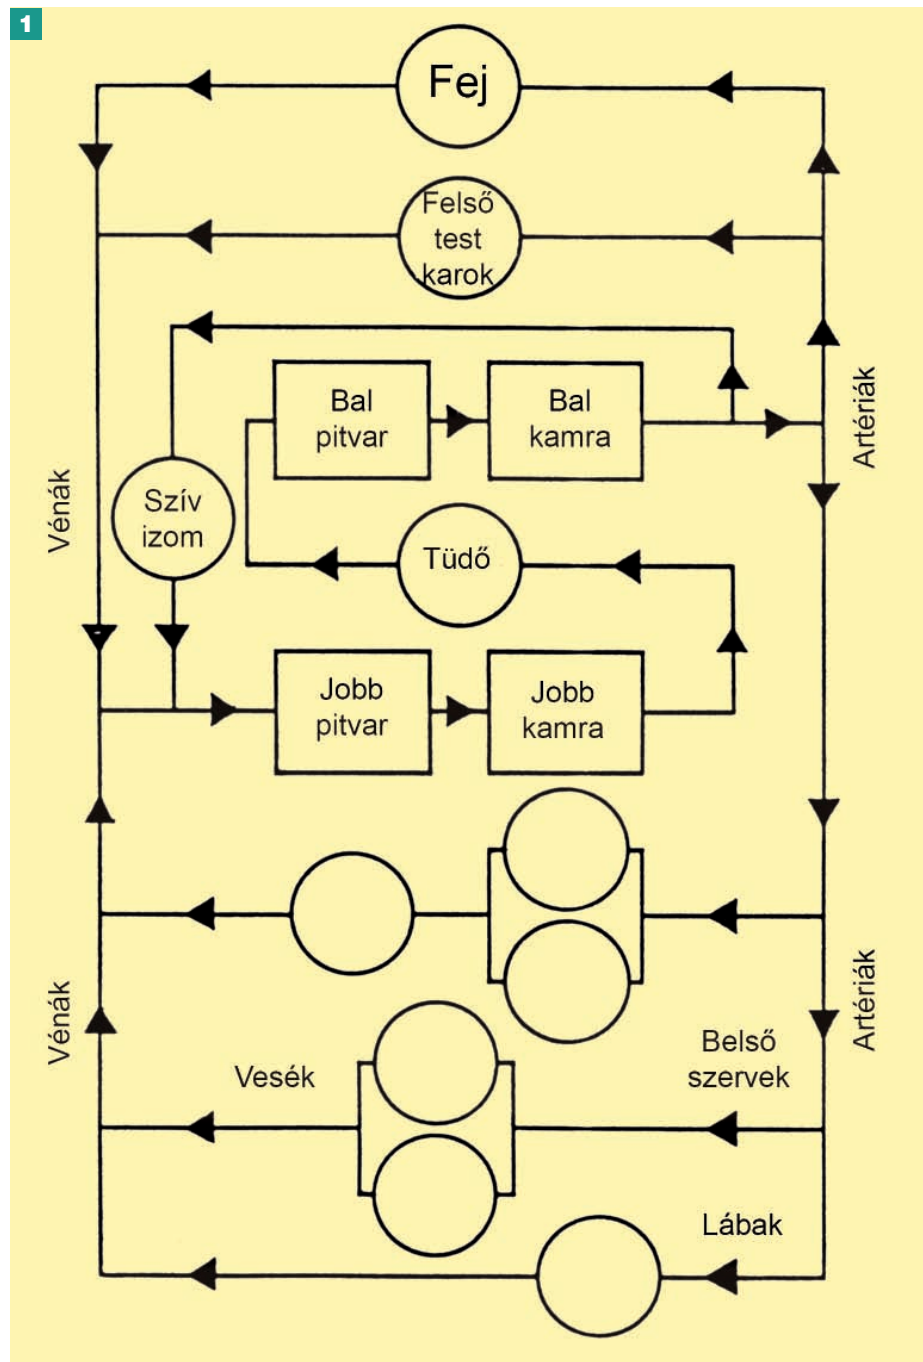 1
Fej
Felső
test
karok
Bal
pitvar
Bal
kamra
Artériák
Vénák
Szív
izom
Tüdő
Jobb
pitvar
Jobb
kamra
Vénák
Artériák
Belső
szervek
Vesék
Lábak